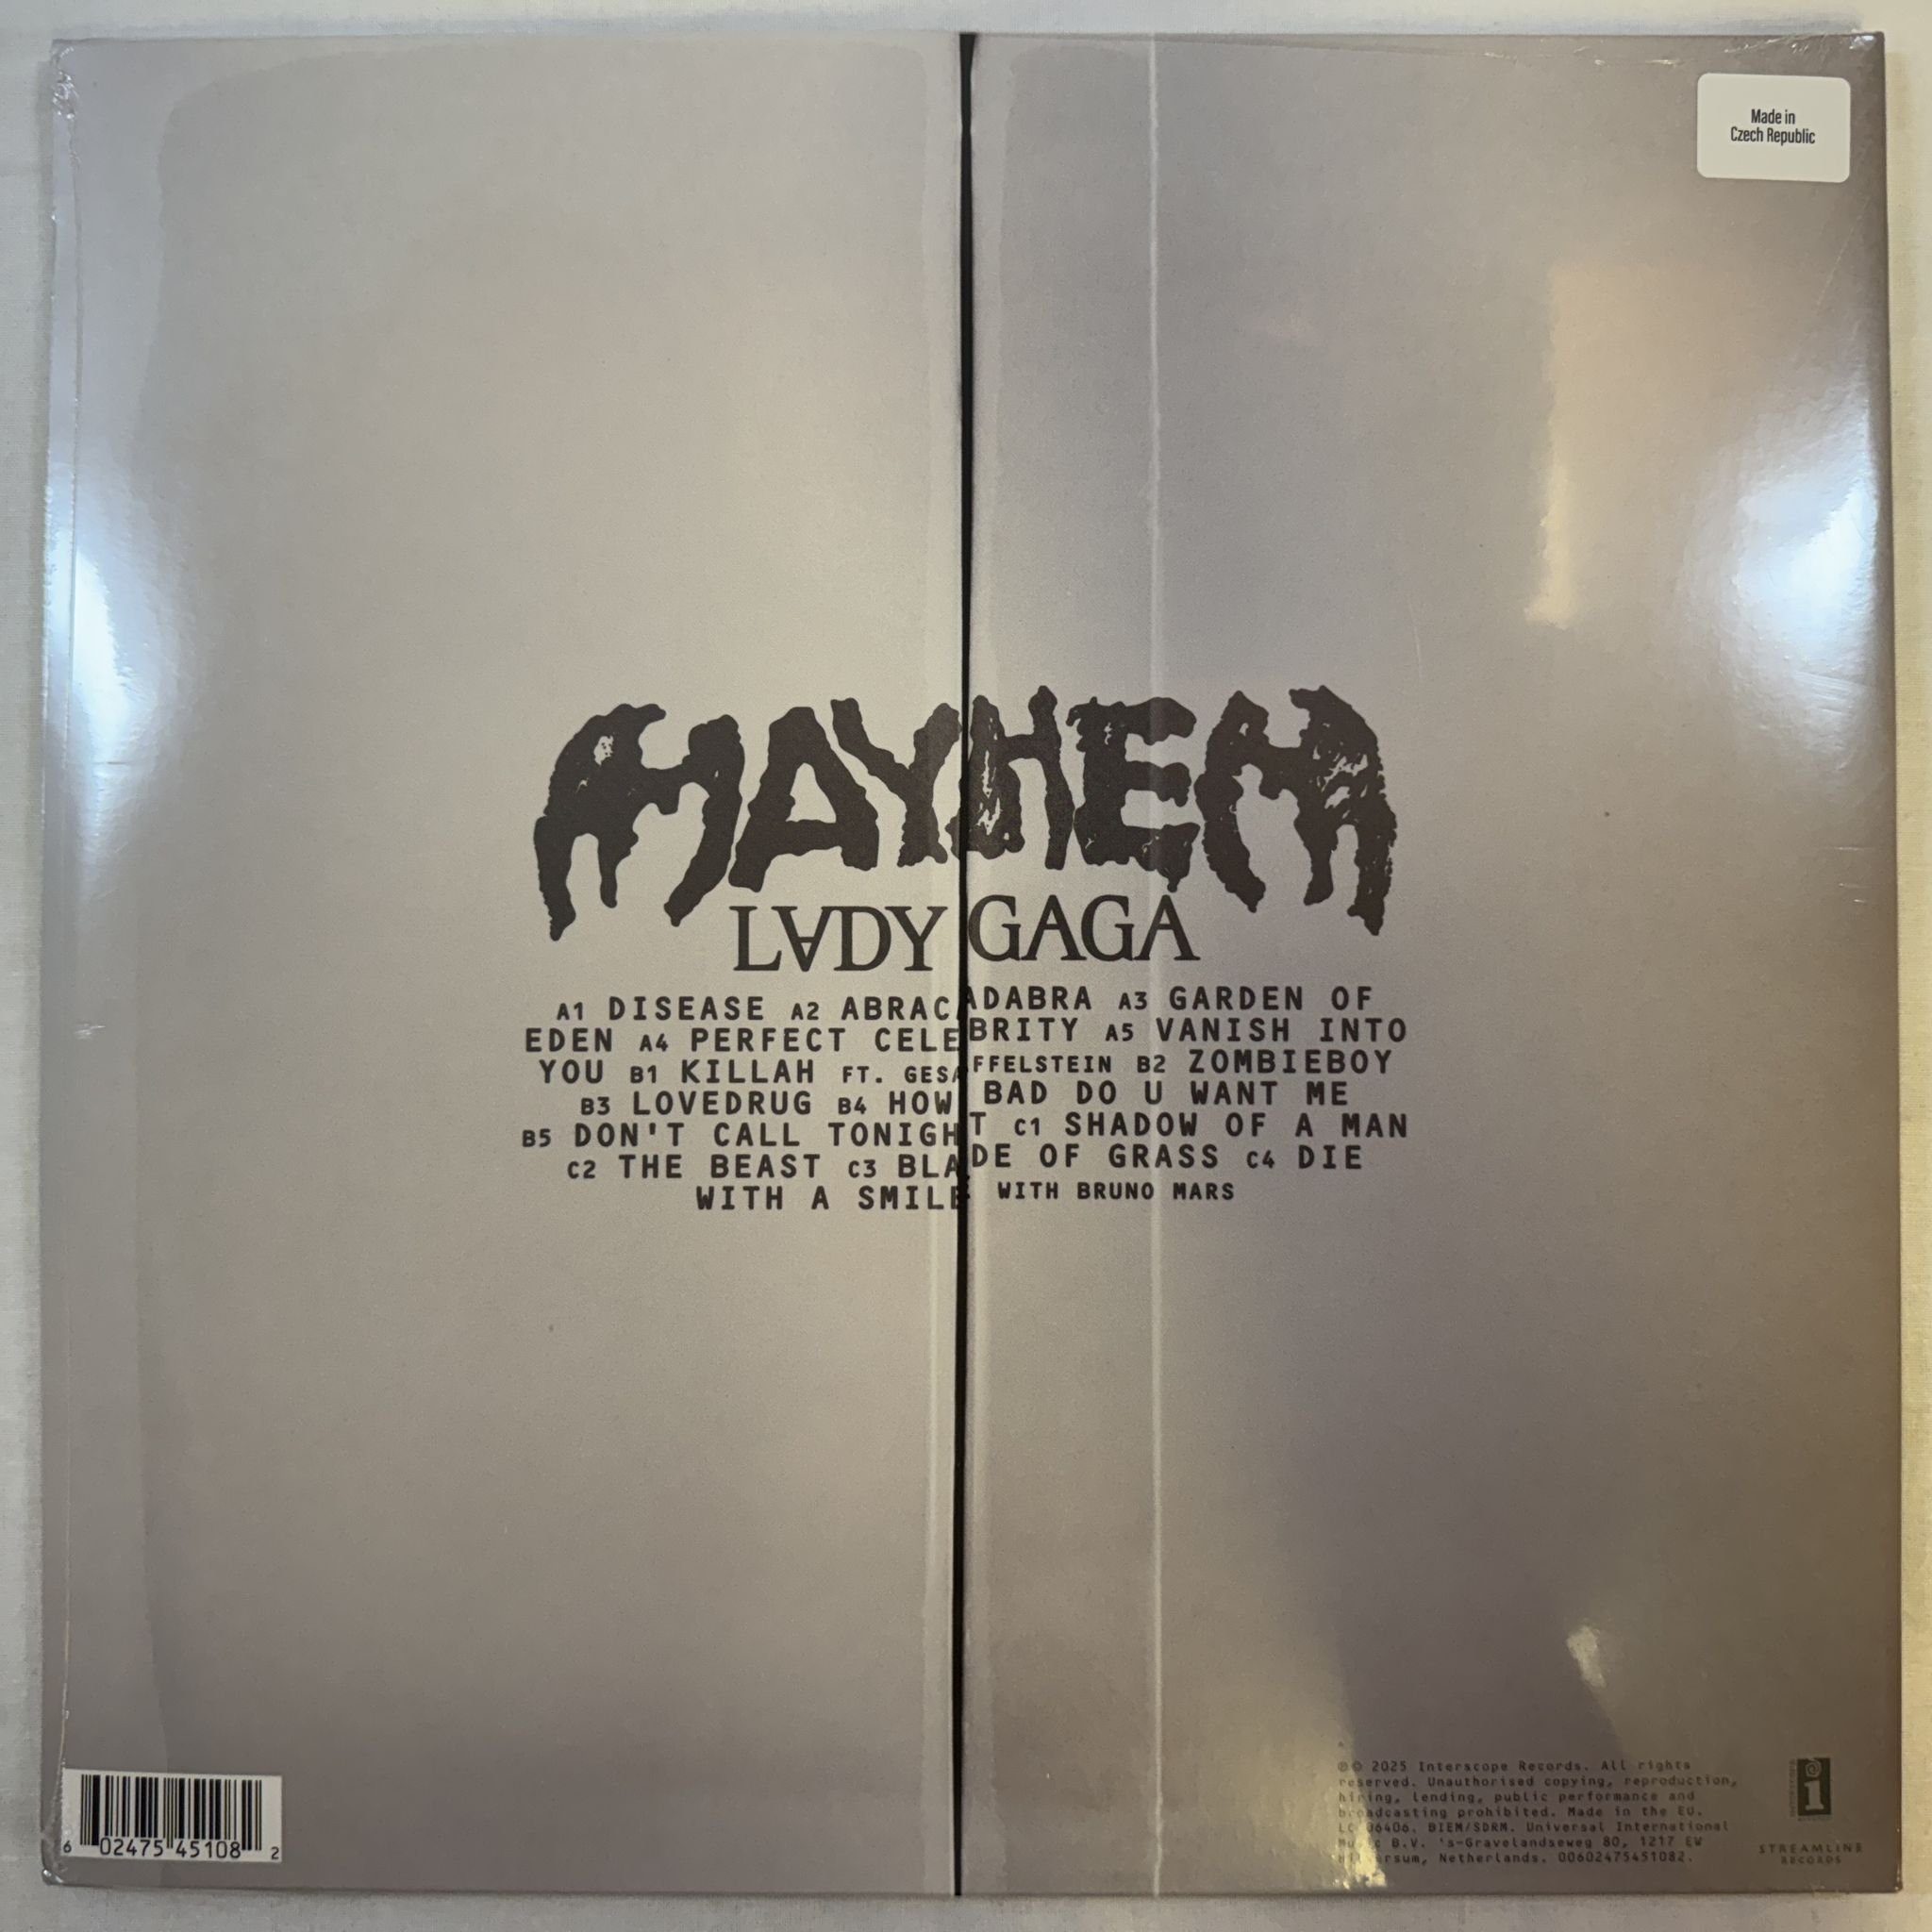 Made in
Czech Republic
MAYHEM
LADY GAGA
A1 DISEASE A2 ABRACADABRA A3 GARDEN OF
EDEN A4 PERFECT CELEBRITY A5 VANISH INTO
YOU B1 KILLAH FT. GESAFFELSTEIN B2 ZOMBIEBOY
B3 LOVEDRUG B4 HOW BAD DO U WANT ME
B5 DON'T CALL TONIGHT C1 SHADOW OF A MAN
C2 THE BEAST C3 BLADE OF GRASS C4 DIE
WITH A SMILE WITH BRUNO MARS
6 02475 45108 2
℗© 2025 Interscope Records. All rights
reserved. Unauthorised copying, reproduction,
hiring, lending, public performance and
broadcasting prohibited. Made in the EU.
LC 06406. BIEM/SDRM. Universal International
Music B.V. 's-Gravelandseweg 80, 1217 EW
Hilversum, Netherlands. 00602475451082.
STREAMLINE
RECORDS